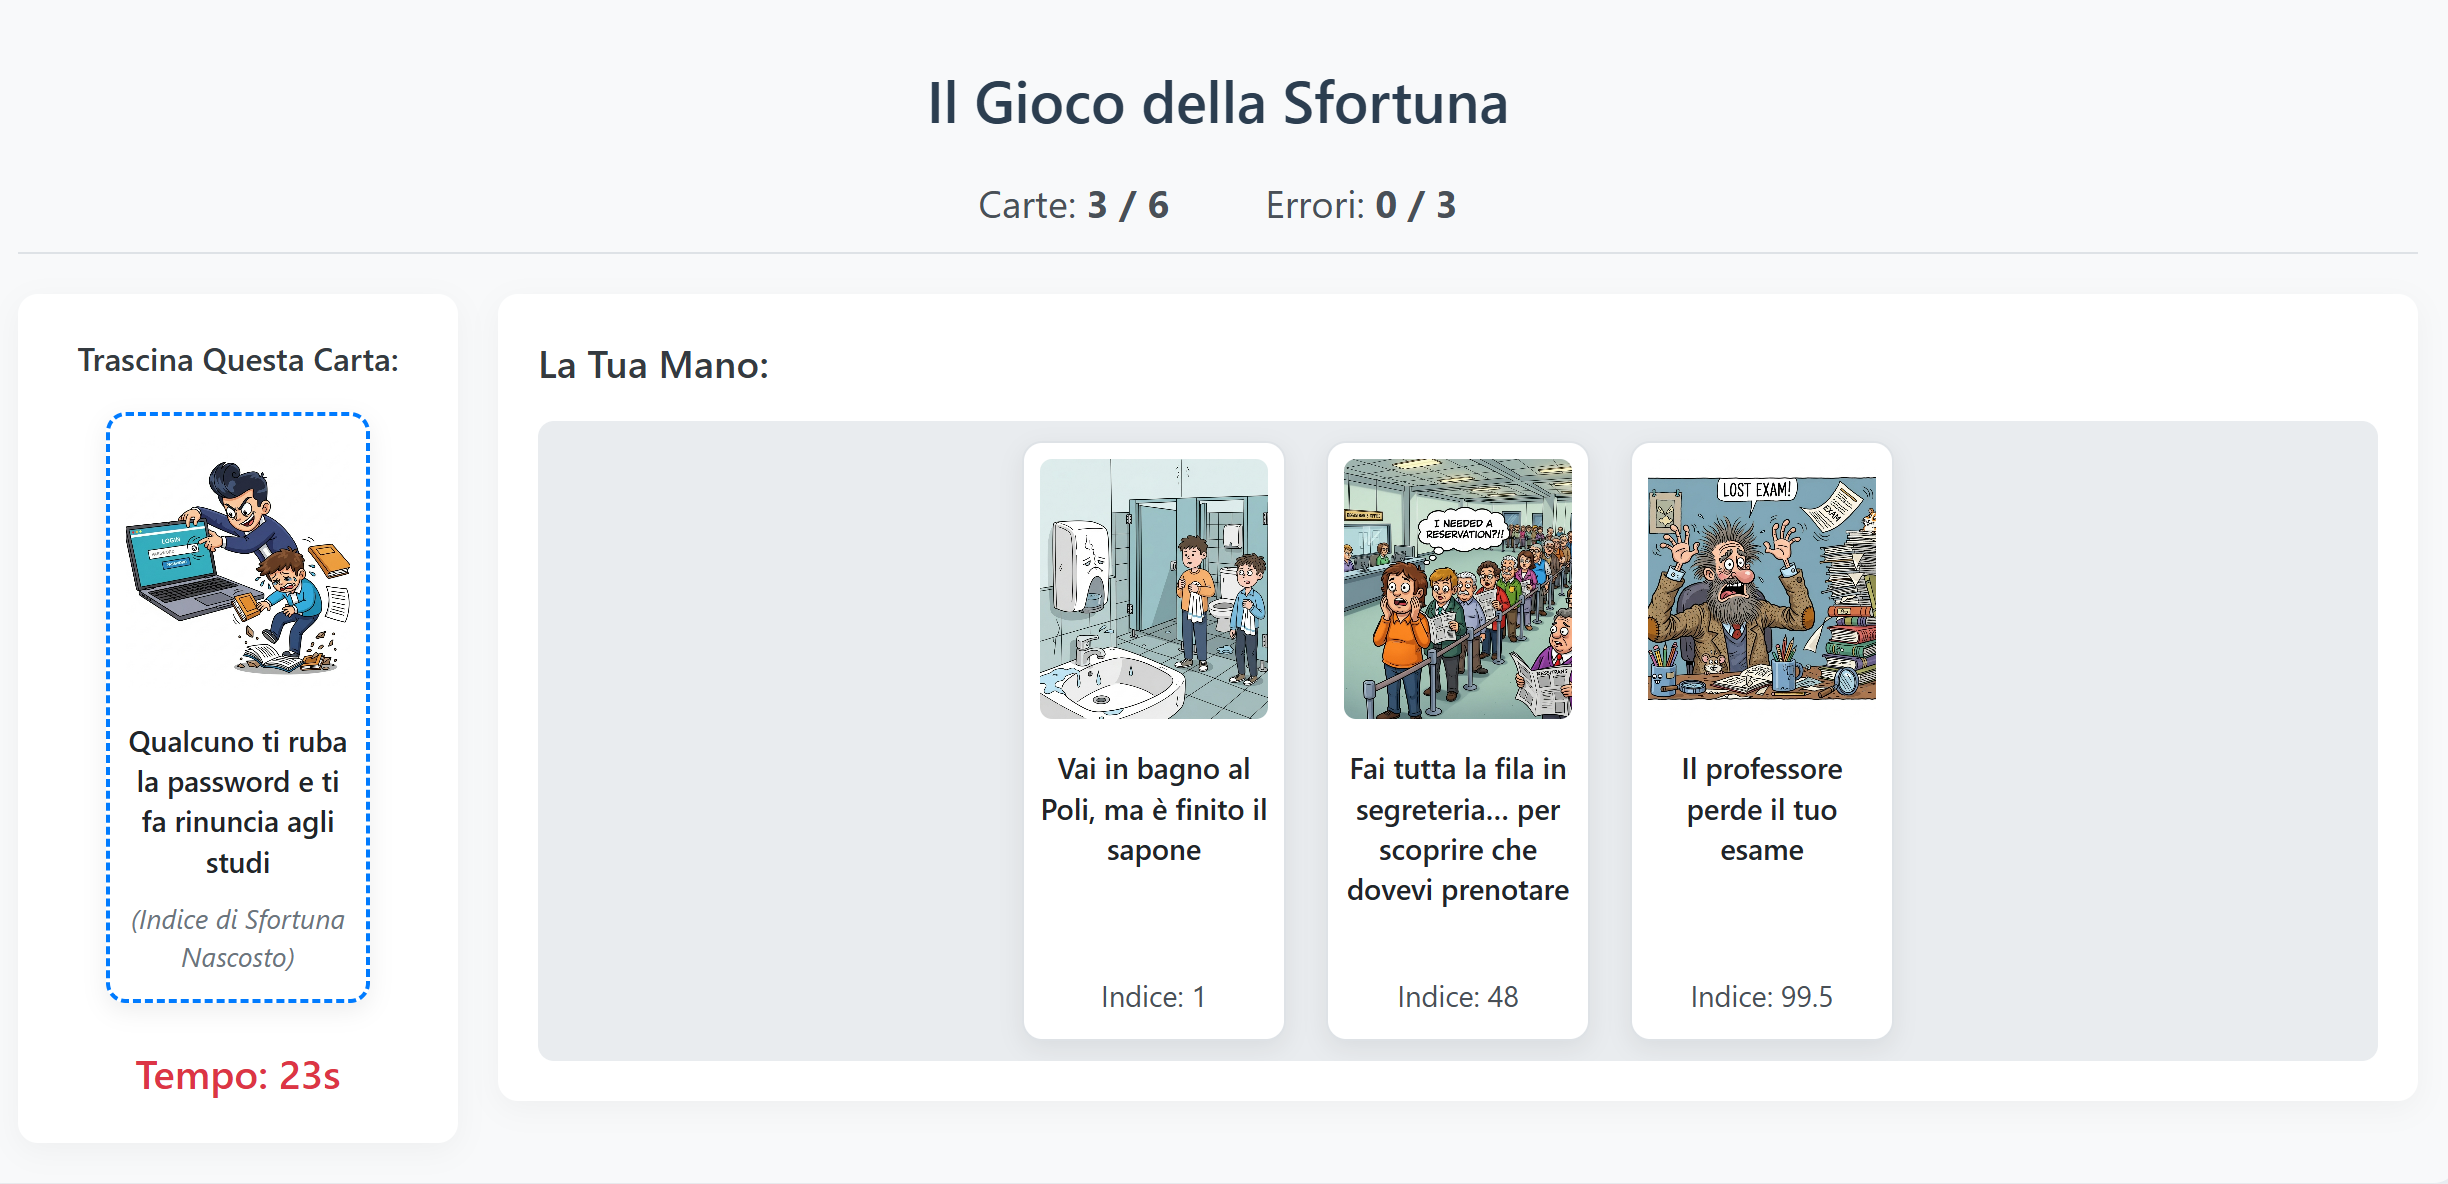 Il Gioco della Sfortuna
Carte: 3 / 6
Errori: 0 / 3
Trascina Questa Carta:
LOGIN
Qualcuno ti ruba
la password e ti
fa rinuncia agli
studi
(Indice di Sfortuna
Nascosto)
Tempo: 23s
La Tua Mano:
Vai in bagno al
Poli, ma è finito il
sapone
Indice: 1
I NEEDED A
RESERVATION?!!
Fai tutta la fila in
segreteria... per
scoprire che
dovevi prenotare
Indice: 48
LOST EXAM!
EXAM
Il professore
perde il tuo
esame
Indice: 99.5